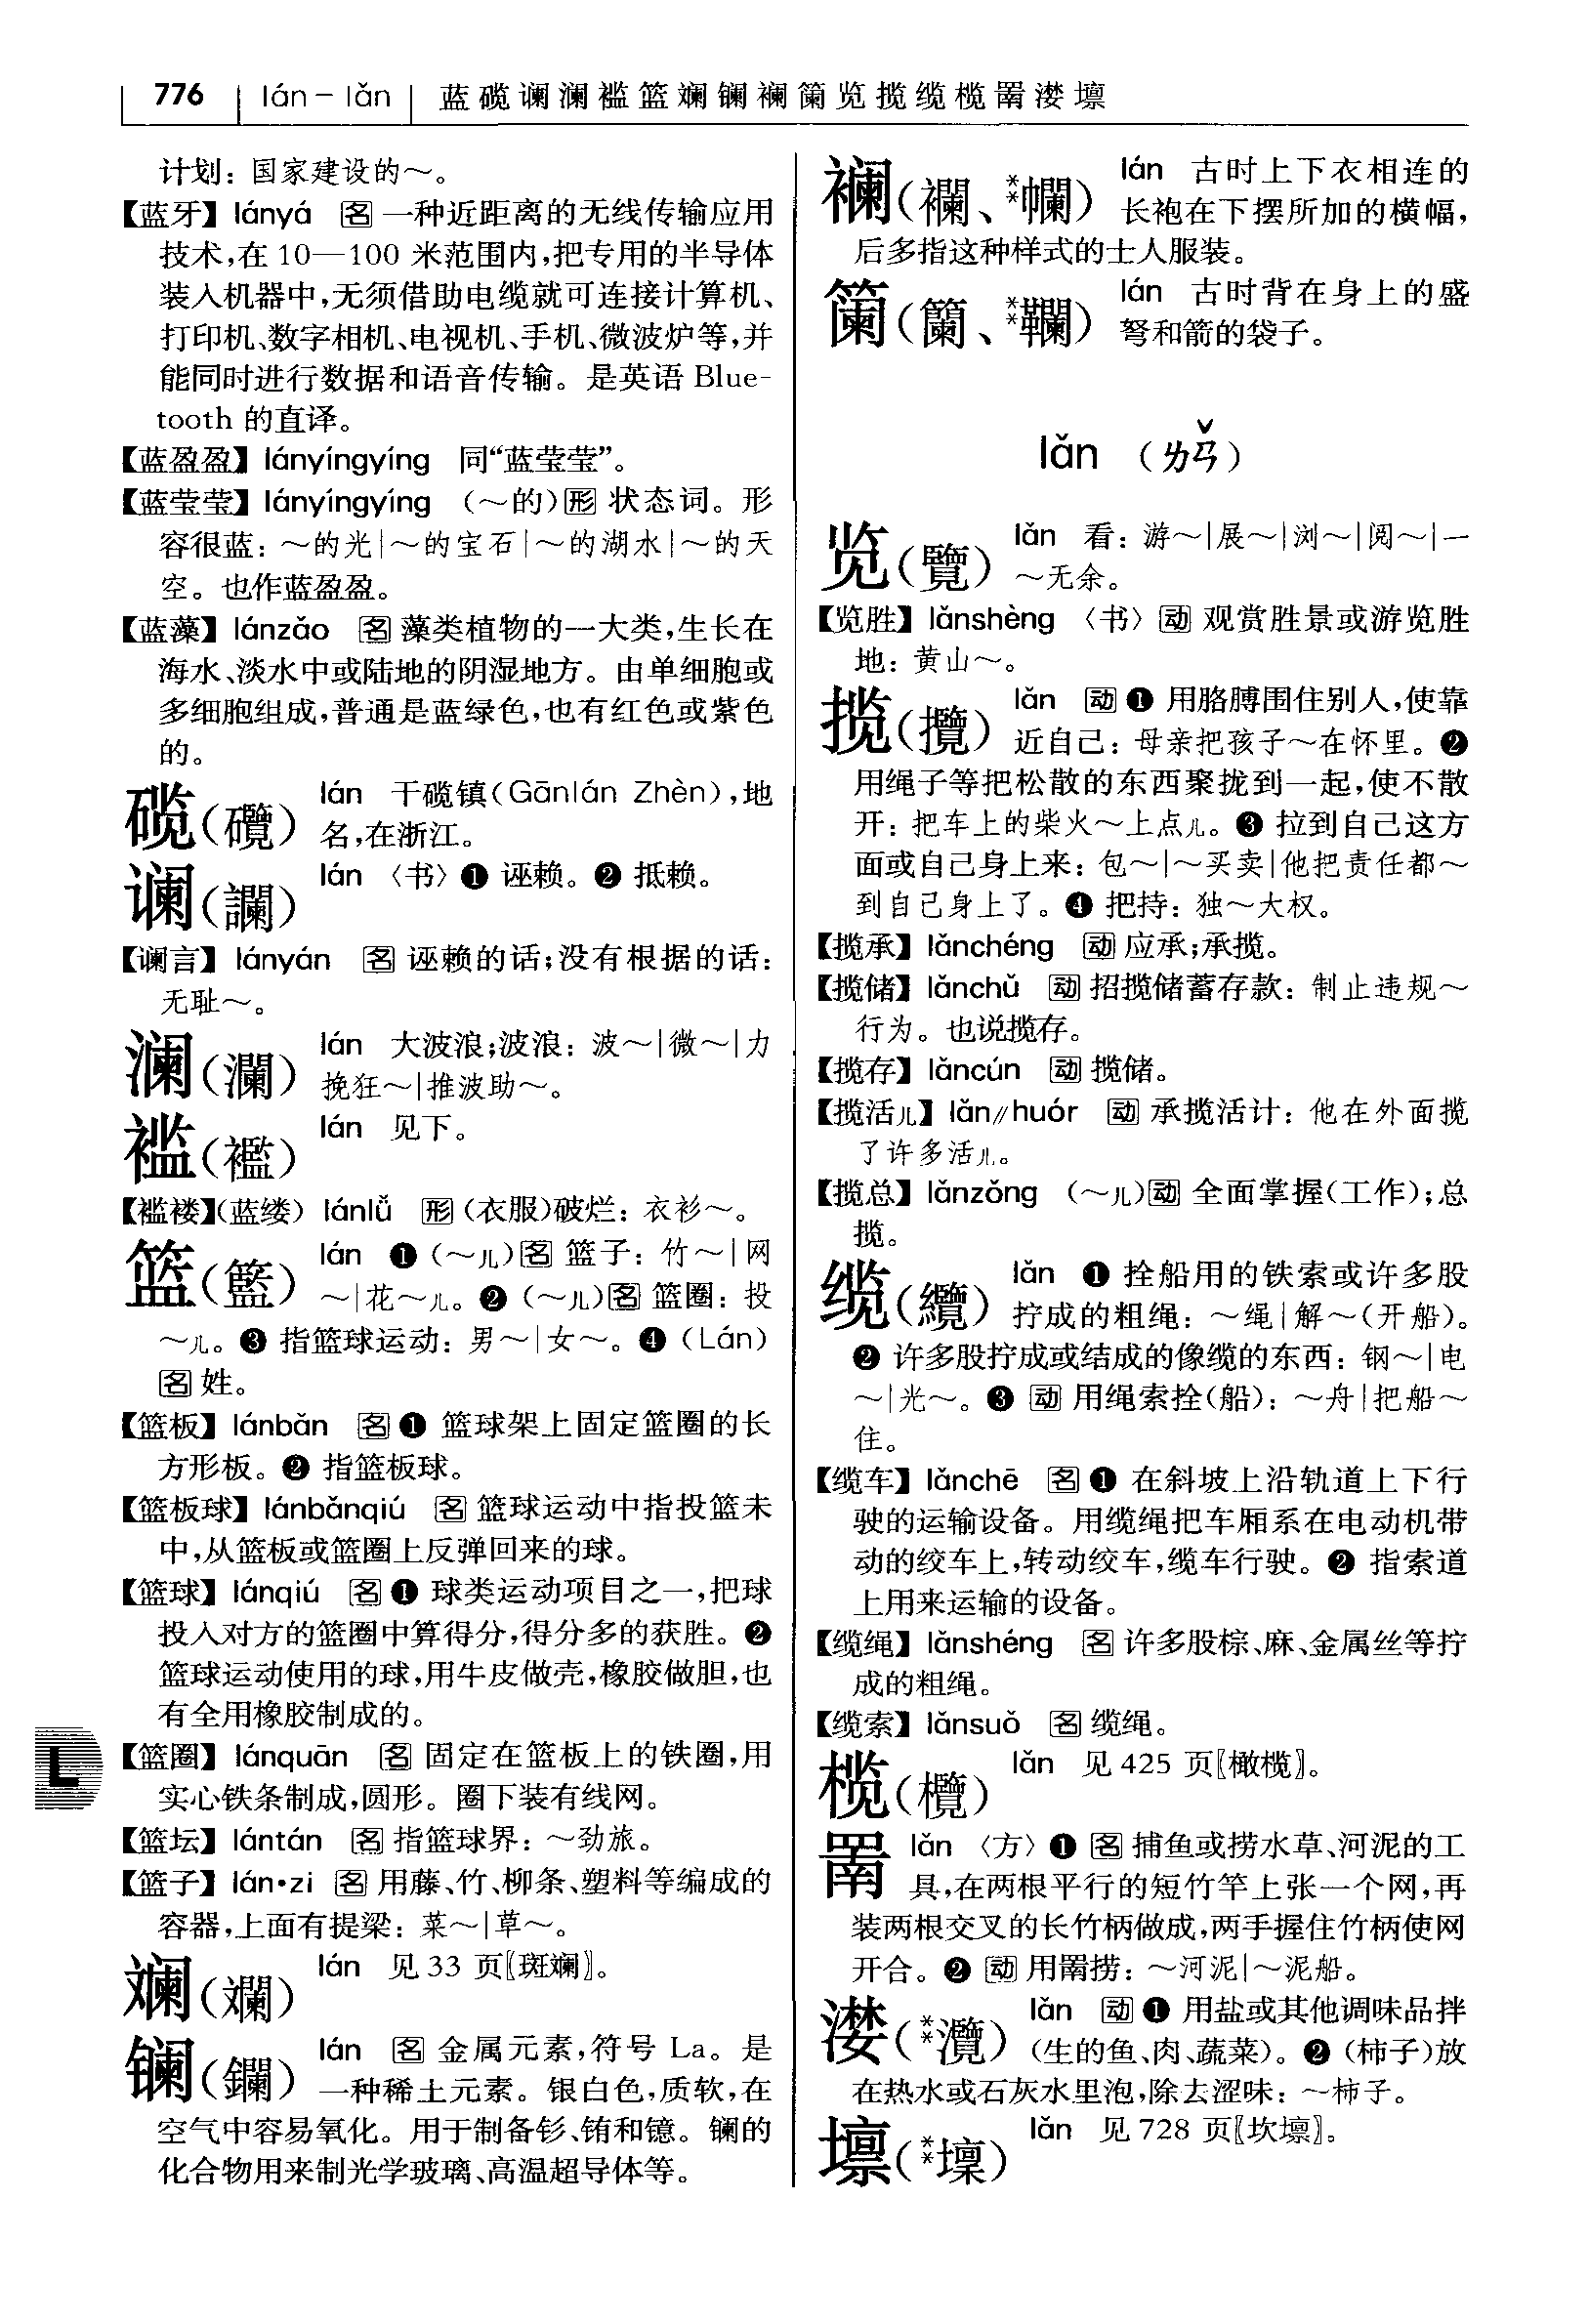 776 lán－lǎn 蓝𰦭谰澜褴篮斓镧襕𥫣览揽缆榄罱漤壈
计划：国家建设的～。
【蓝牙】lányá 名 一种近距离的无线传输应用
技术，在10—100 米范围内，把专用的半导体
装入机器中，无须借助电缆就可连接计算机、
打印机、数字相机、电视机、手机、微波炉等，并
能同时进行数据和语音传输。是英语 Blue-
tooth 的直译。
【蓝盈盈】lányíngyíng 同“蓝莹莹”。
【蓝莹莹】lányíngyíng （～的）形 状态词。形
容很蓝：～的光|～的宝石|～的湖水|～的天
空。也作蓝盈盈。
【蓝藻】lánzǎo 名 藻类植物的一大类，生长在
海水、淡水中或陆地的阴湿地方。由单细胞或
多细胞组成，普通是蓝绿色，也有红色或紫色
的。
lán 干 镇（Gānlán Zhèn），地
名，在浙江。
谰（讕） lán 〈书〉❶ 诬赖。❷ 抵赖。
【谰言】lányán 名 诬赖的话；没有根据的话：
无耻～。
澜（瀾） lán 大波浪；波浪：波～|微～|力
挽狂～|推波助～。
褴（襤） lán 见下。
【褴褛】（蓝缕）lánlǚ 形（衣服）破烂：衣衫～。
篮（籃） lán ❶（～儿）名 篮子：竹～|网
～|花～儿。❷（～儿）名 篮圈：投
～儿。❸ 指篮球运动：男～|女～。❹（Lán）
名 姓。
【篮板】lánbǎn 名 ❶ 篮球架上固定篮圈的长
方形板。❷ 指篮板球。
【篮板球】lánbǎnqiú 名 篮球运动中指投篮未
中，从篮板或篮圈上反弹回来的球。
【篮球】lánqiú 名 ❶ 球类运动项目之一，把球
投入对方的篮圈中算得分，得分多的获胜。❷
篮球运动使用的球，用牛皮做壳，橡胶做胆，也
有全用橡胶制成的。
【篮圈】lánquān 名 固定在篮板上的铁圈，用
实心铁条制成，圆形。圈下装有线网。
【篮坛】lántán 名 指篮球界：～劲旅。
【篮子】lán·zi 名 用藤、竹、柳条、塑料等编成的
容器，上面有提梁：菜～|草～。
斓（斕） lán 见 33 页〖斑斓〗。
镧（鑭） lán 名 金属元素，符号 La。是
一种稀土元素。银白色，质软，在
空气中容易氧化。用于制备钐、铕和镱。镧的
化合物用来制光学玻璃、高温超导体等。
襕（襴、**幱） lán 古时上下衣相连的
长袍在下摆所加的横幅，
后多指这种样式的士人服装。
（籣、**韊） lán 古时背在身上的盛
弩和箭的袋子。
lǎn （ㄌㄢˇ）
览（覽） lǎn 看：游～|展～|浏～|阅～|一
～无余。
【览胜】lǎnshèng 〈书〉动 观赏胜景或游览胜
地：黄山～。
揽（攬） lǎn 动 ❶ 用胳膊围住别人，使靠
近自己：母亲把孩子～在怀里。❷
用绳子等把松散的东西聚拢到一起，使不散
开：把车上的柴火～上点儿。❸ 拉到自己这方
面或自己身上来：包～|～买卖|他把责任都～
到自己身上了。❹ 把持：独～大权。
【揽承】lǎnchéng 动 应承；承揽。
【揽储】lǎnchǔ 动 招揽储蓄存款：制止违规～
行为。也说揽存。
【揽存】lǎncún 动 揽储。
【揽活儿】lǎn//huór 动 承揽活计：他在外面揽
了许多活儿。
【揽总】lǎnzǒng （～儿）动 全面掌握（工作）；总
揽。
缆（纜） lǎn ❶ 拴船用的铁索或许多股
拧成的粗绳：～绳|解～（开船）。
❷ 许多股拧成或结成的像缆的东西：钢～|电
～|光～。❸ 动 用绳索拴（船）：～舟|把船～
住。
【缆车】lǎnchē 名 ❶ 在斜坡上沿轨道上下行
驶的运输设备。用缆绳把车厢系在电动机带
动的绞车上，转动绞车，缆车行驶。❷ 指索道
上用来运输的设备。
【缆绳】lǎnshéng 名 许多股棕、麻、金属丝等拧
成的粗绳。
【缆索】lǎnsuǒ 名 缆绳。
榄（欖） lǎn 见 425 页〖橄榄〗。
罱 lǎn 〈方〉❶ 名 捕鱼或捞水草、河泥的工
具，在两根平行的短竹竿上张一个网，再
装两根交叉的长竹柄做成，两手握住竹柄使网
开合。❷ 动 用罱捞：～河泥|～泥船。
漤（**灠） lǎn 动 ❶ 用盐或其他调味品拌
（生的鱼、肉、蔬菜）。❷（柿子）放
在热水或石灰水里泡，除去涩味：～柿子。
壈（**壈） lǎn 见 728 页〖坎壈〗。
L